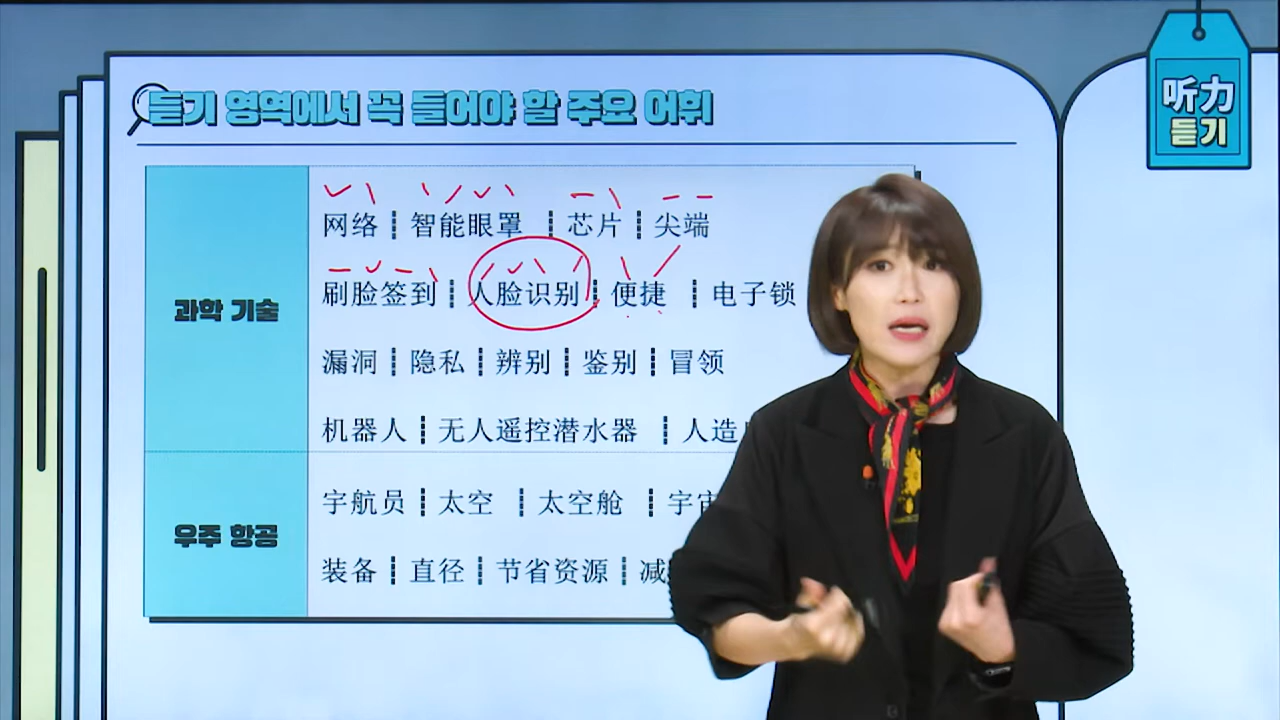 듣기 영역에서 꼭 들어야 할 주요 어휘
听力
듣기
과학 기술
网络 ┇ 智能眼罩 ┇ 芯片 ┇ 尖端
刷脸签到 ┇ 人脸识别 ┇ 便捷 ┇ 电子锁
漏洞 ┇ 隐私 ┇ 辨别 ┇ 鉴别 ┇ 冒领
机器人 ┇ 无人遥控潜水器 ┇ 人造
우주 항공
宇航员 ┇ 太空 ┇ 太空舱 ┇ 宇宙
装备 ┇ 直径 ┇ 节省资源 ┇ 减